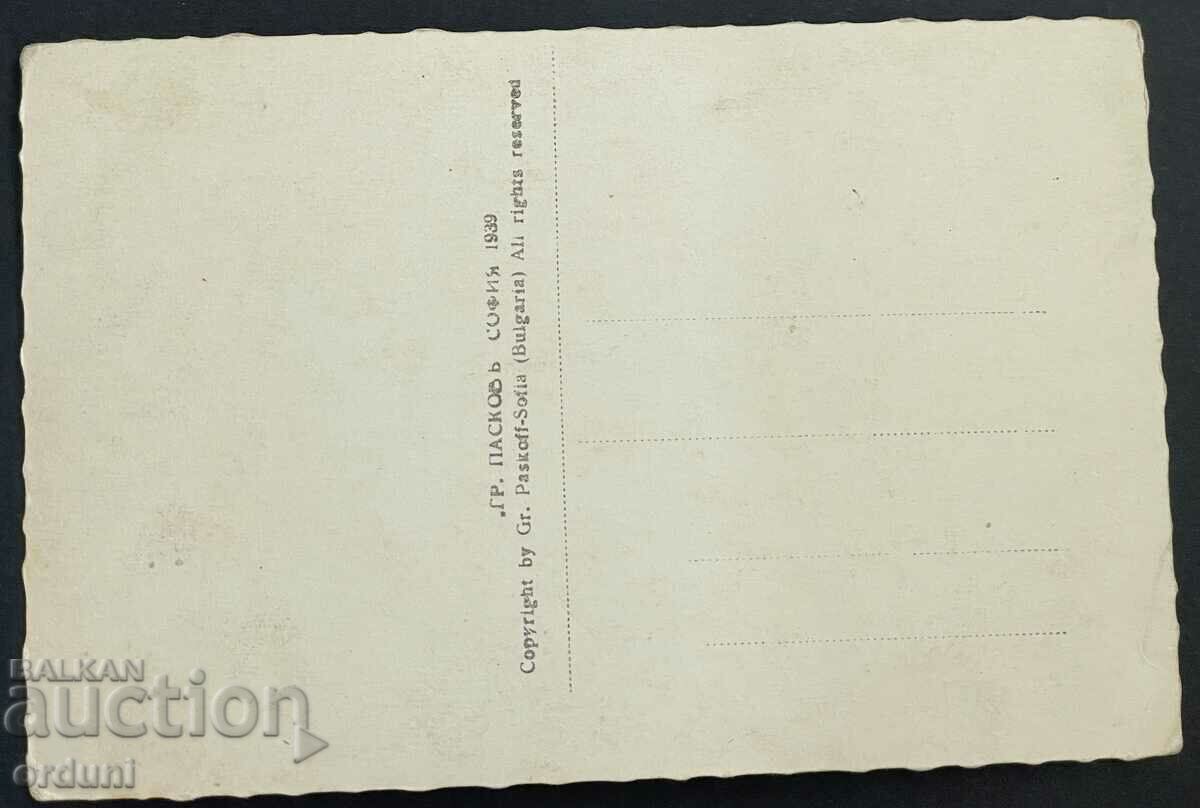 „ГР. ПАСКОВЪ СОФИЯ 1939
Copyright by Gr. Paskoff-Sofia (Bulgaria) All rights reserved
BALKAN
auction
orduni